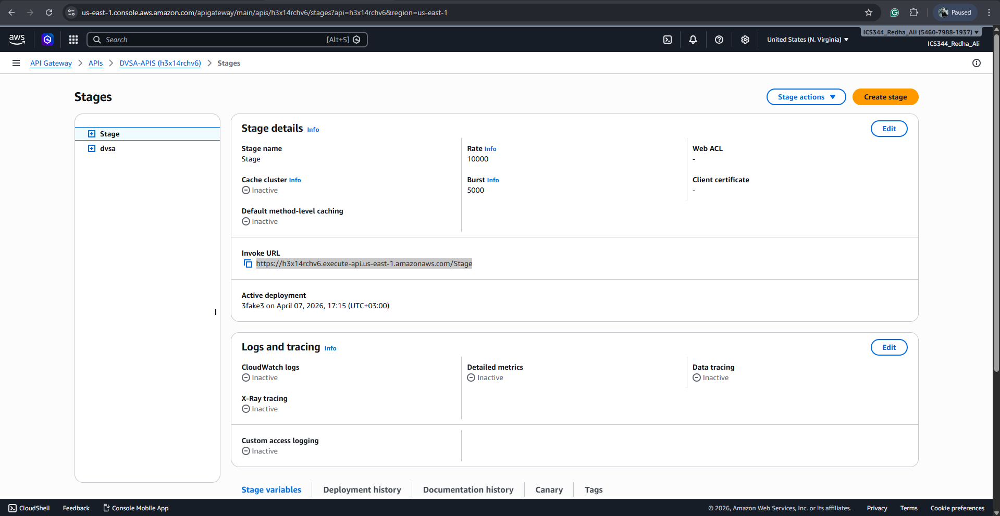 us-east-1.console.aws.amazon.com/apigateway/main/apis/h3x14rchv6/stages?api=h3x14rchv6&region=us-east-1
Paused
aws
Search
[Alt+S]
United States (N. Virginia)
ICS344_Redha_Ali (5460-7988-1937)
ICS344_Redha_Ali
API Gateway
APIs
DVSA-APIS (h3x14rchv6)
Stages
Stages
Stage actions
Create stage
Stage
dvsa
Stage details Info
Edit
Stage name
Stage
Rate Info
10000
Web ACL
-
Cache cluster Info
Inactive
Burst Info
5000
Client certificate
-
Default method-level caching
Inactive
Invoke URL
https://h3x14rchv6.execute-api.us-east-1.amazonaws.com/Stage
Active deployment
3fake3 on April 07, 2026, 17:15 (UTC+03:00)
Logs and tracing Info
Edit
CloudWatch logs
Inactive
Detailed metrics
Inactive
Data tracing
Inactive
X-Ray tracing
Inactive
Custom access logging
Inactive
Stage variables
Deployment history
Documentation history
Canary
Tags
CloudShell
Feedback
Console Mobile App
© 2026, Amazon Web Services, Inc. or its affiliates.
Privacy
Terms
Cookie preferences